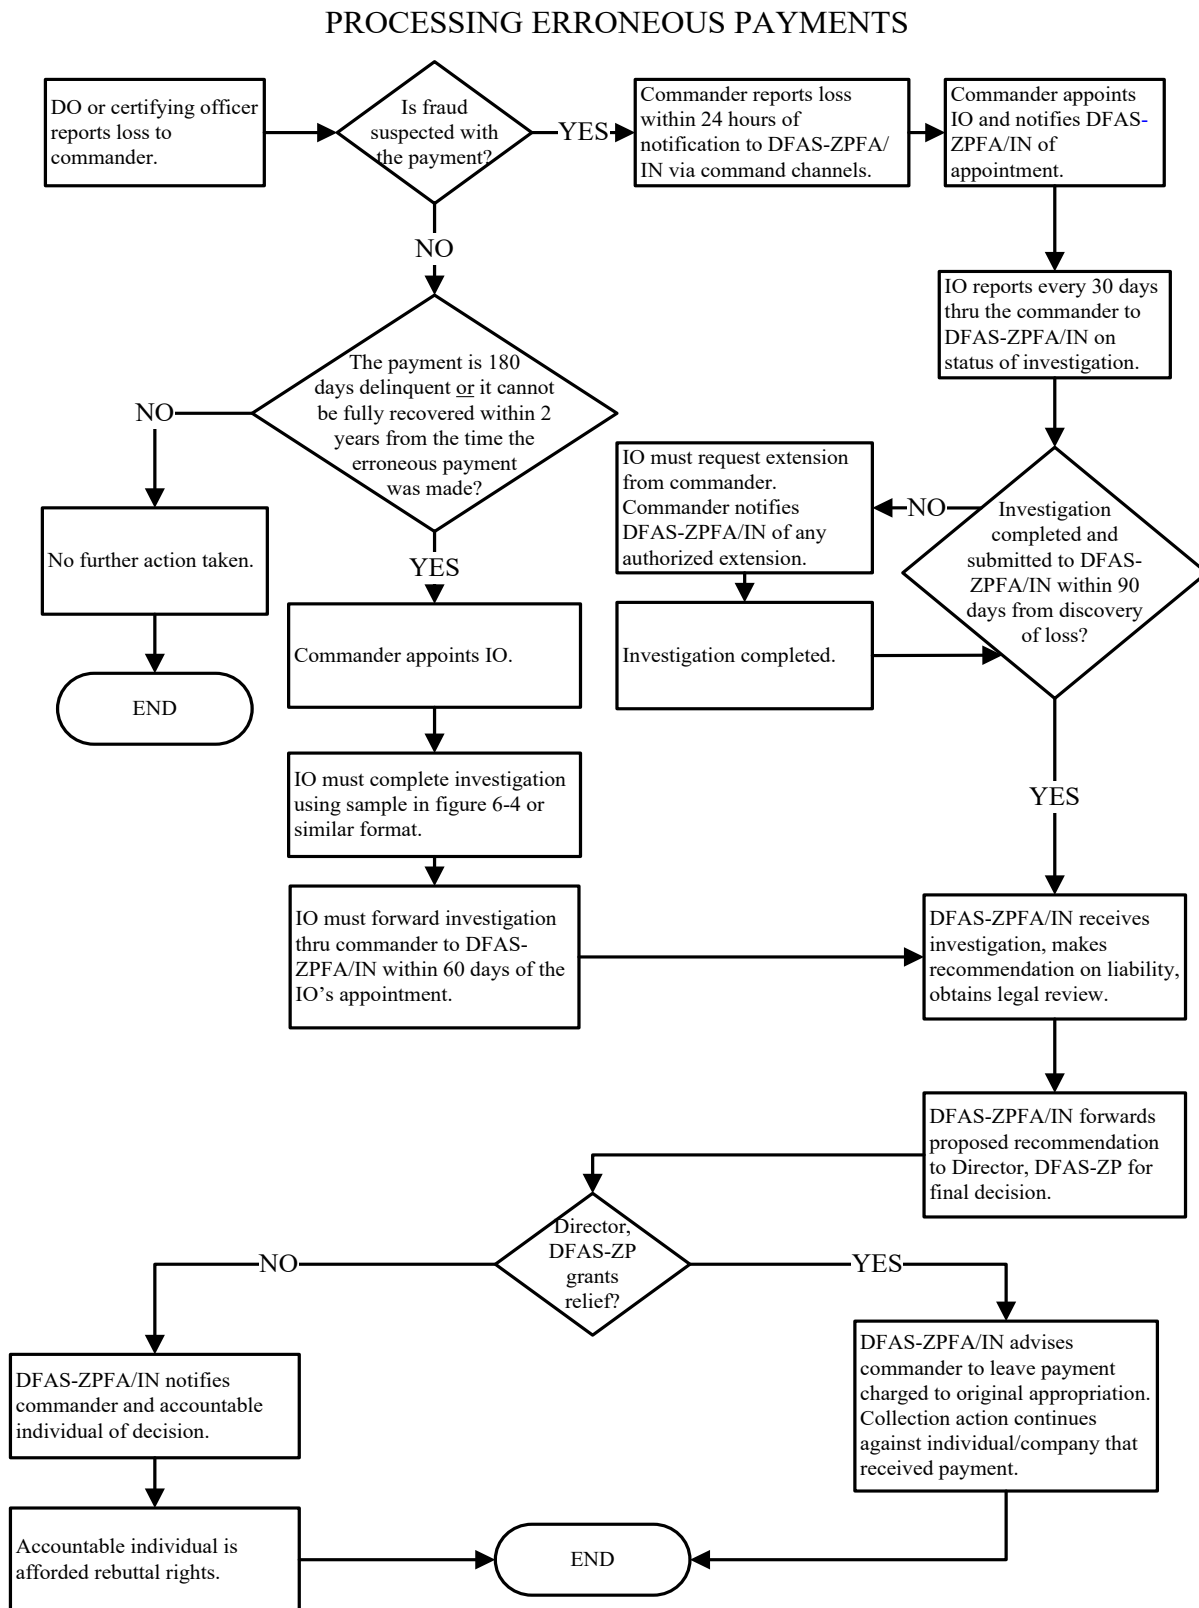 PROCESSING ERRONEOUS PAYMENTS
DO or certifying officer
reports loss to
commander.
Is fraud
suspected with
the payment?
YES
Commander reports loss
within 24 hours of
notification to DFAS-ZPFA/
IN via command channels.
Commander appoints
IO and notifies DFAS-
ZPFA/IN of
appointment.
NO
IO reports every 30 days
thru the commander to
DFAS-ZPFA/IN on
status of investigation.
The payment is 180
days delinquent or it cannot
be fully recovered within 2
years from the time the
erroneous payment
was made?
NO
No further action taken.
END
YES
Commander appoints IO.
IO must complete investigation
using sample in figure 6-4 or
similar format.
IO must forward investigation
thru commander to DFAS-
ZPFA/IN within 60 days of the
IO’s appointment.
Investigation
completed and
submitted to DFAS-
ZPFA/IN within 90
days from discovery
of loss?
NO
IO must request extension
from commander.
Commander notifies
DFAS-ZPFA/IN of any
authorized extension.
Investigation completed.
YES
DFAS-ZPFA/IN receives
investigation, makes
recommendation on liability,
obtains legal review.
DFAS-ZPFA/IN forwards
proposed recommendation
to Director, DFAS-ZP for
final decision.
Director,
DFAS-ZP
grants
relief?
NO
DFAS-ZPFA/IN notifies
commander and accountable
individual of decision.
Accountable individual is
afforded rebuttal rights.
YES
DFAS-ZPFA/IN advises
commander to leave payment
charged to original appropriation.
Collection action continues
against individual/company that
received payment.
END